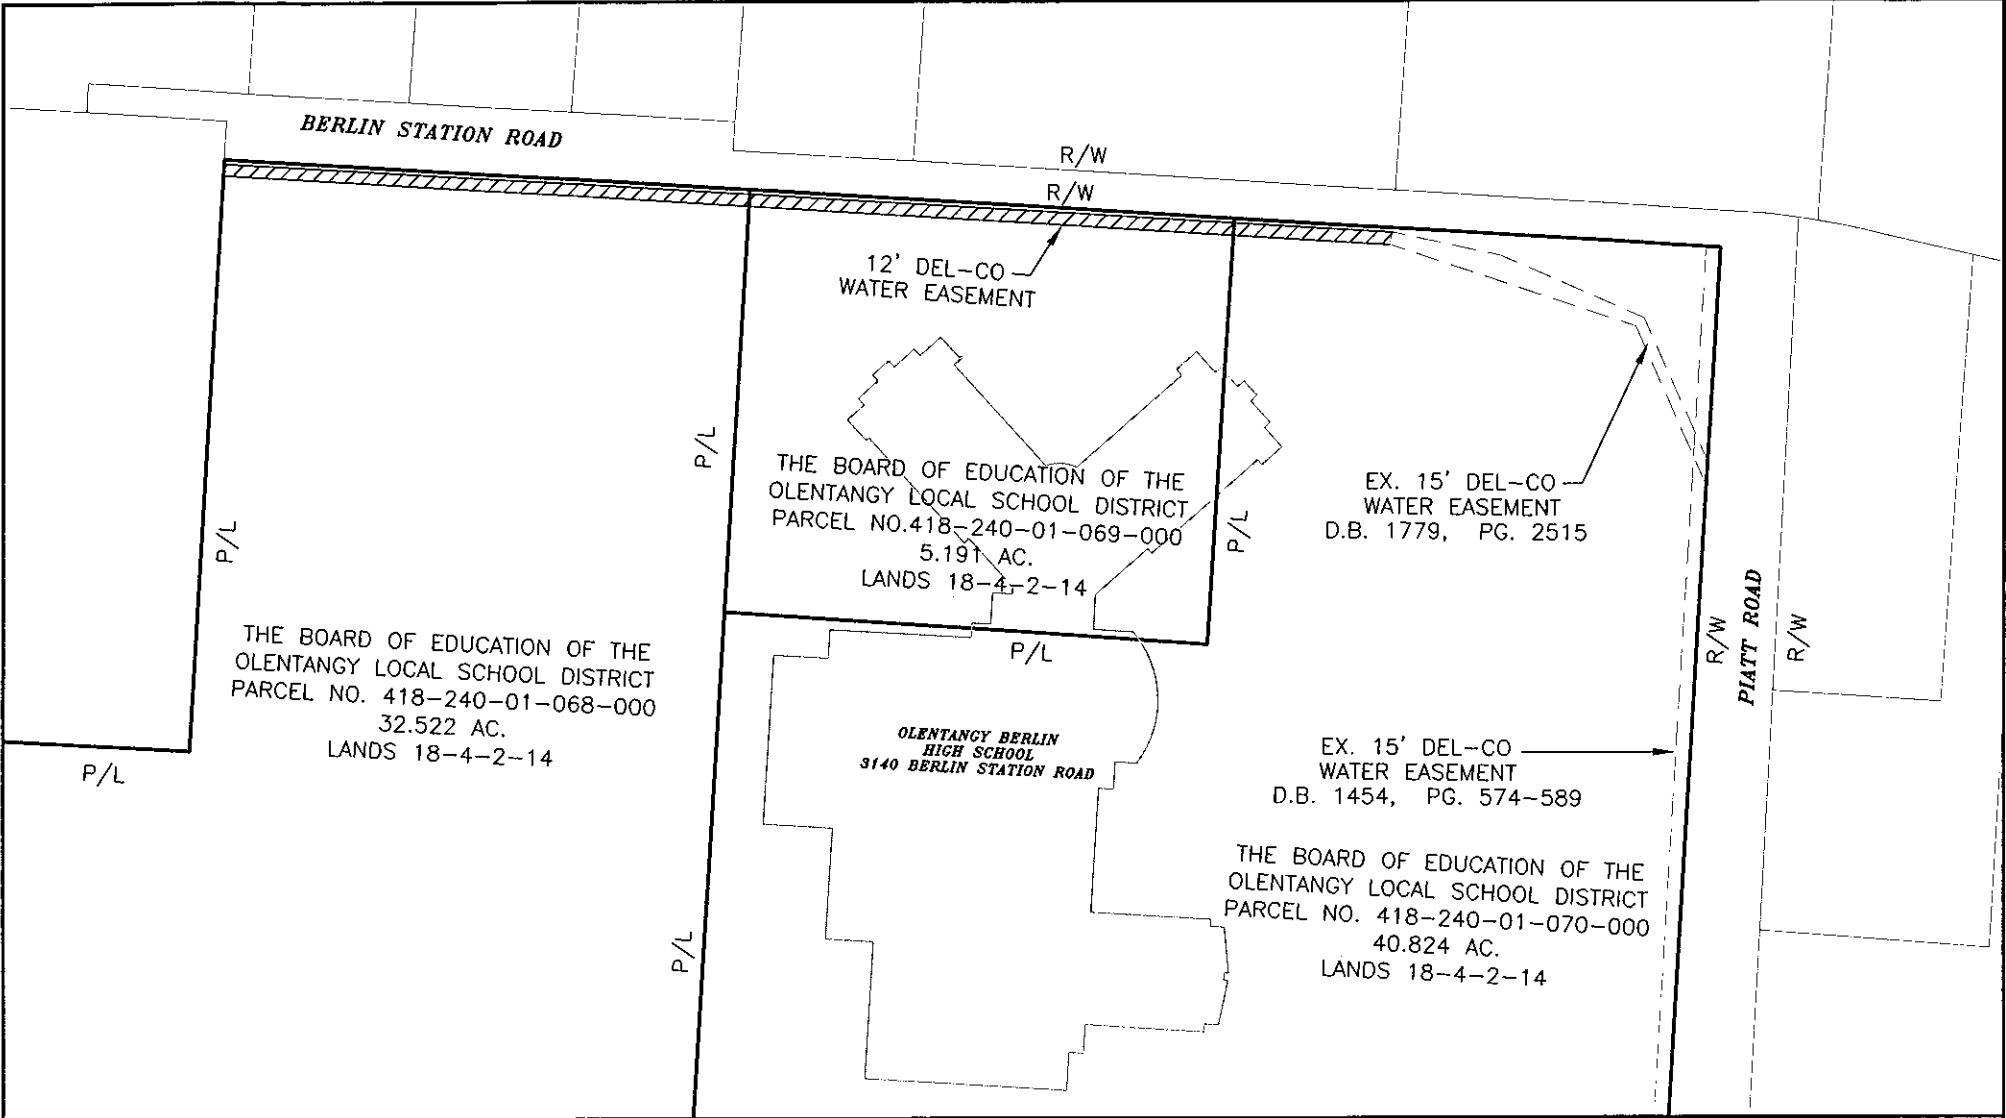 BERLIN STATION ROAD
R/W
R/W
12' DEL-CO
WATER EASEMENT
P/L
THE BOARD OF EDUCATION OF THE
OLENTANGY LOCAL SCHOOL DISTRICT
PARCEL NO.418-240-01-069-000
5.191 AC.
LANDS 18-4-2-14
P/L
EX. 15' DEL-CO
WATER EASEMENT
D.B. 1779, PG. 2515
P/L
THE BOARD OF EDUCATION OF THE
OLENTANGY LOCAL SCHOOL DISTRICT
PARCEL NO. 418-240-01-068-000
32.522 AC.
LANDS 18-4-2-14
P/L
P/L
R/W
PIATT ROAD
R/W
OLENTANGY BERLIN
HIGH SCHOOL
3140 BERLIN STATION ROAD
EX. 15' DEL-CO
WATER EASEMENT
D.B. 1454, PG. 574-589
THE BOARD OF EDUCATION OF THE
OLENTANGY LOCAL SCHOOL DISTRICT
PARCEL NO. 418-240-01-070-000
40.824 AC.
LANDS 18-4-2-14
P/L